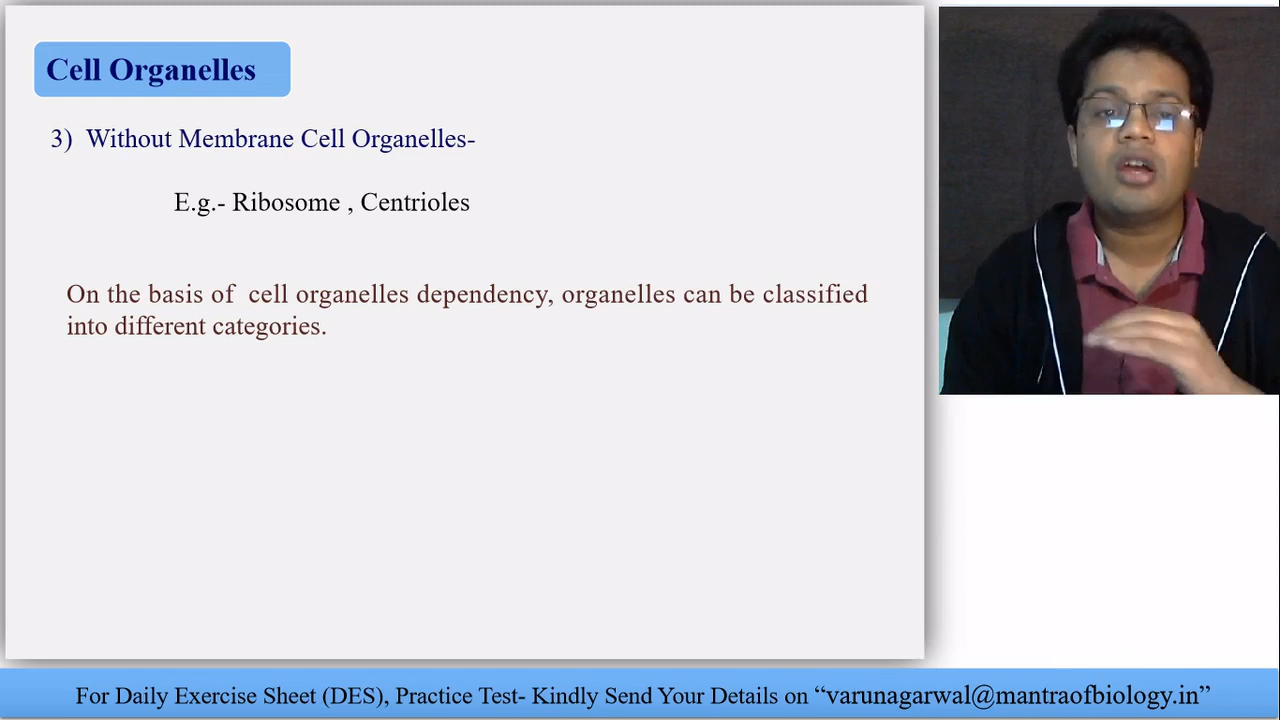 Cell Organelles
3) Without Membrane Cell Organelles-
E.g.- Ribosome , Centrioles
On the basis of cell organelles dependency, organelles can be classified
into different categories.
For Daily Exercise Sheet (DES), Practice Test- Kindly Send Your Details on “varunagarwal@mantraofbiology.in”